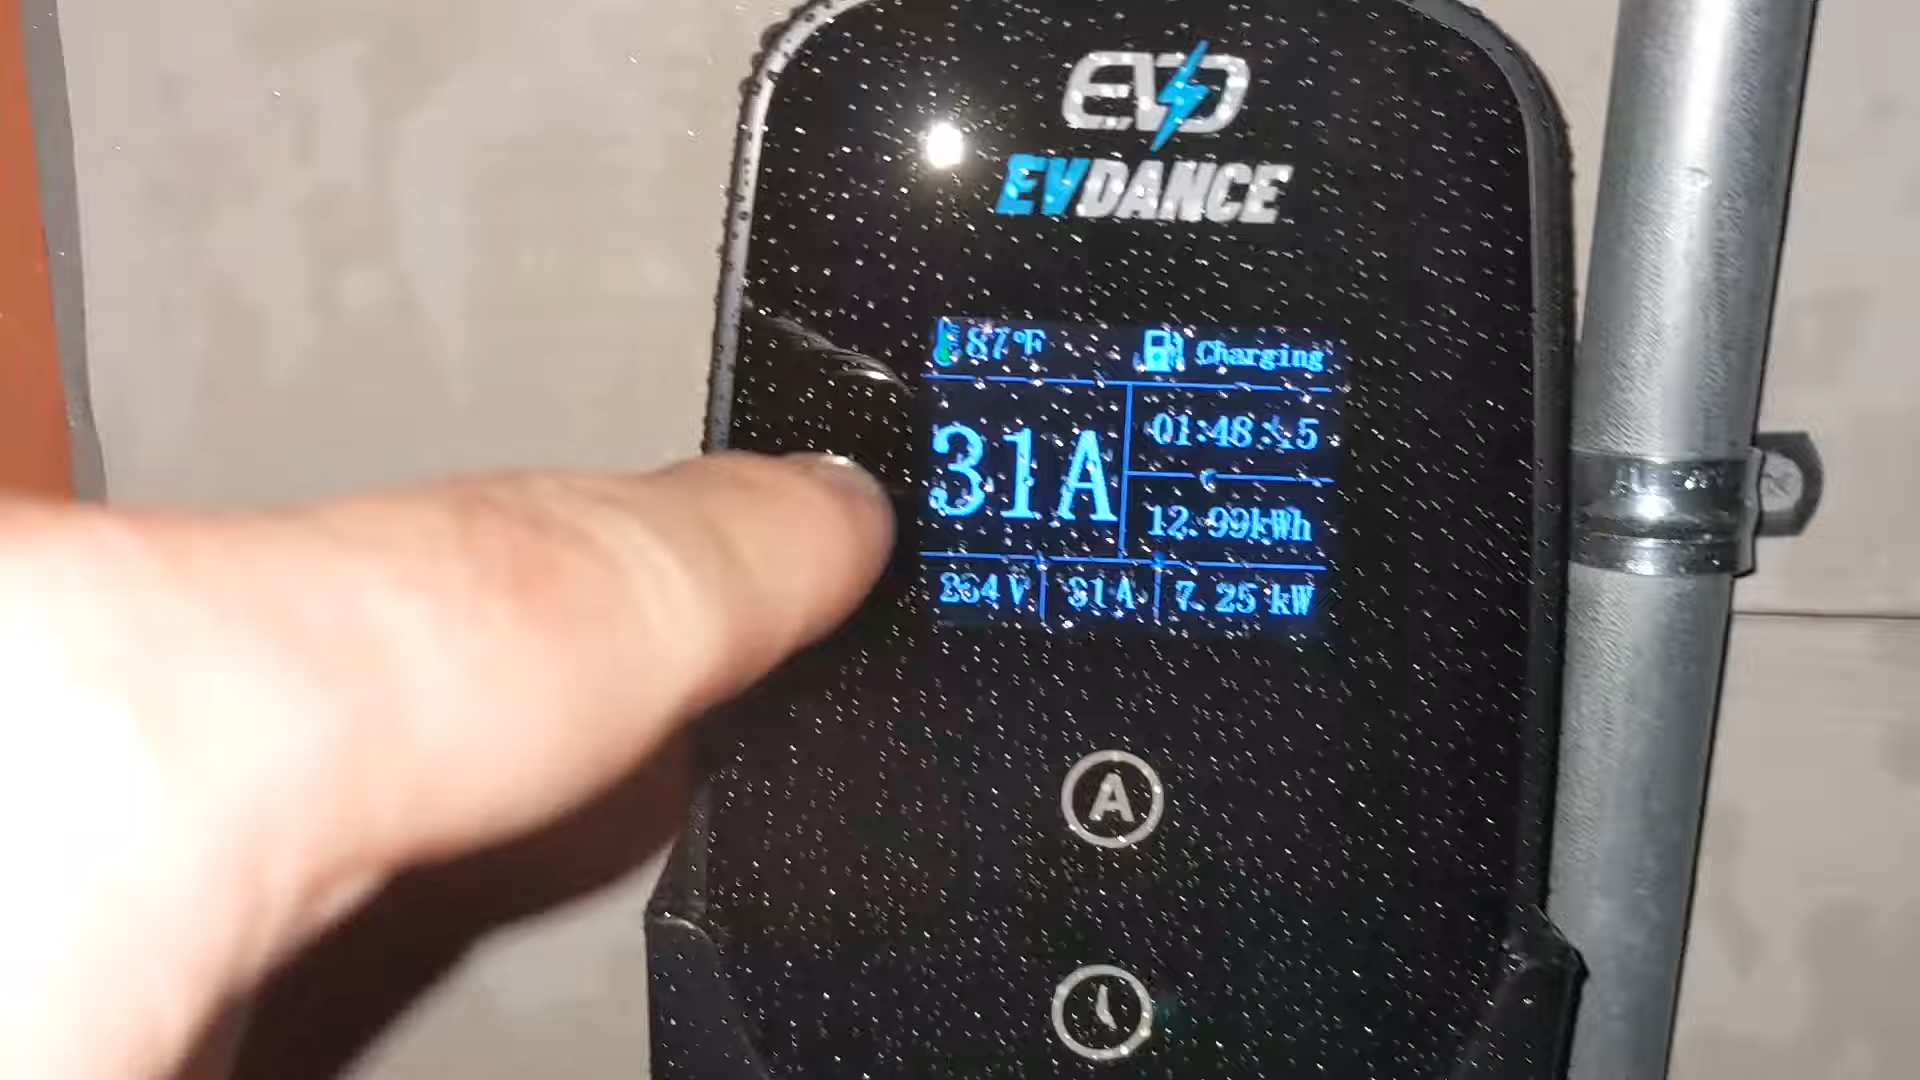 EVD
EVDANCE
87°F Charging
31A
12.99kWh
31A 7.25 kW
A